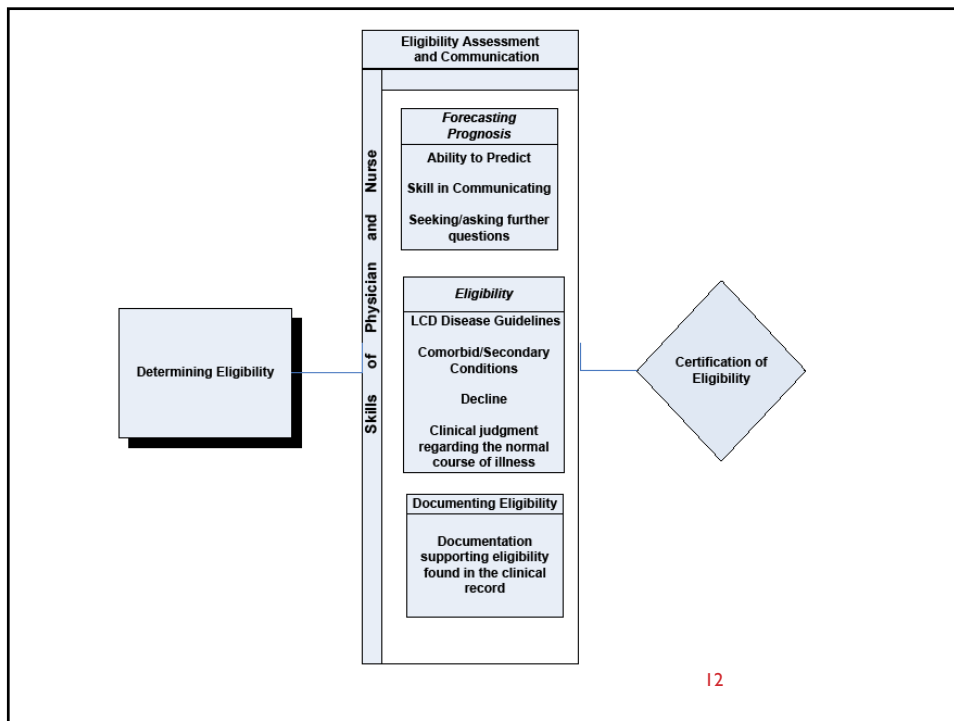 Eligibility Assessment
and Communication
Skills of Physician and Nurse
Forecasting
Prognosis
Ability to Predict
Skill in Communicating
Seeking/asking further
questions
Eligibility
LCD Disease Guidelines
Comorbid/Secondary
Conditions
Decline
Clinical judgment
regarding the normal
course of illness
Documenting Eligibility
Documentation
supporting eligibility
found in the clinical
record
Determining Eligibility
Certification of
Eligibility
12